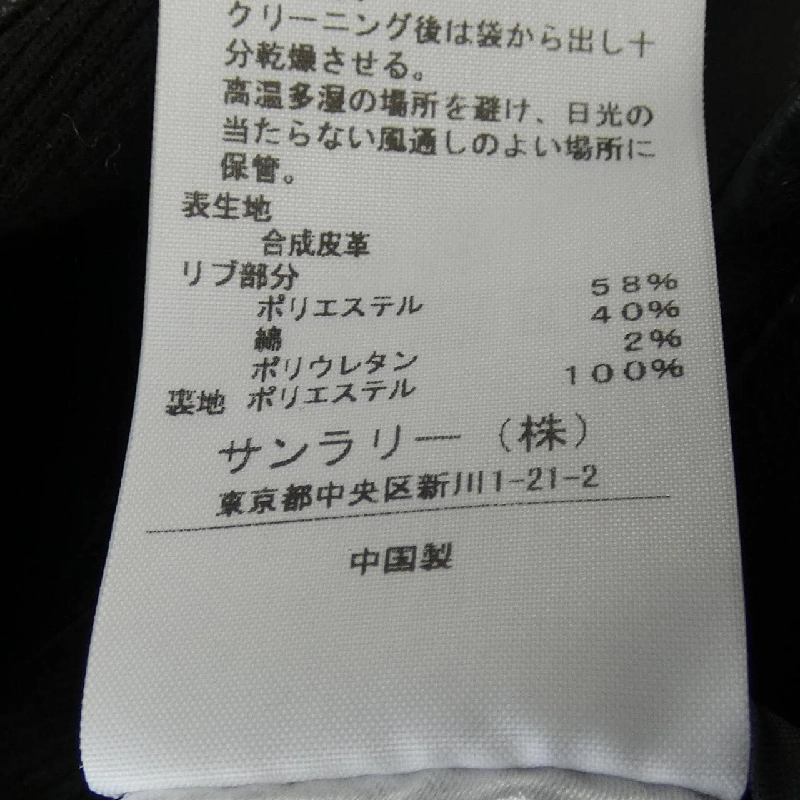 クリーニング後は袋から出し十
分乾燥させる。
高温多湿の場所を避け、日光の
当たらない風通しのよい場所に
保管。
表生地
合成皮革
リブ部分
ポリエステル 58%
綿 40%
ポリウレタン 2%
裏地 ポリエステル 100%
サンラリー（株）
東京都中央区新川1-21-2
中国製